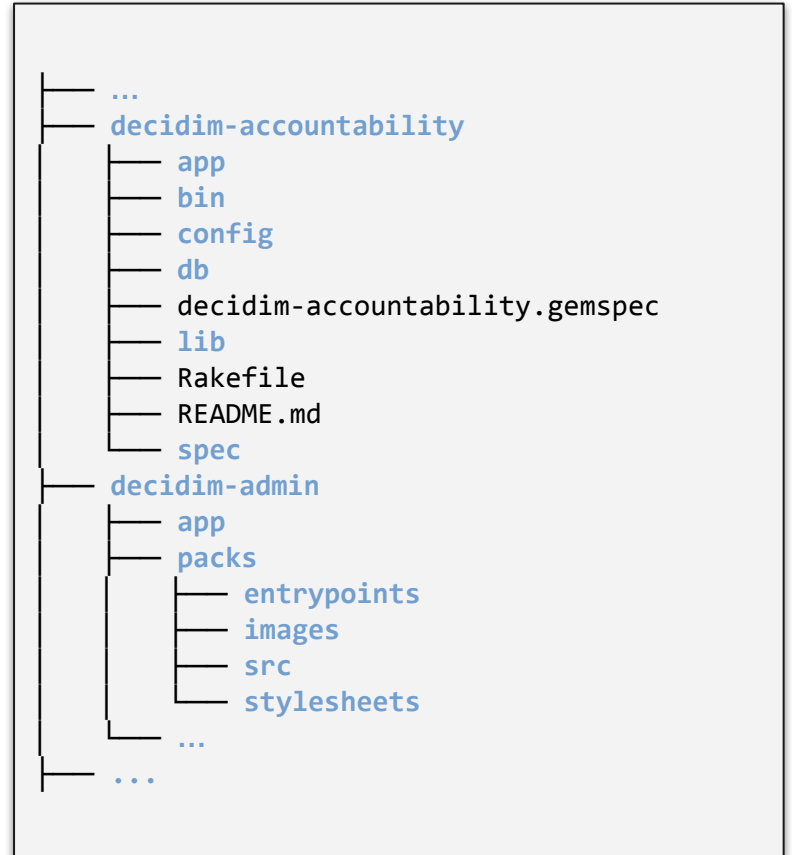 ├── ...
├── decidim-accountability
│   ├── app
│   ├── bin
│   ├── config
│   ├── db
│   ├── decidim-accountability.gemspec
│   ├── lib
│   ├── Rakefile
│   ├── README.md
│   └── spec
├── decidim-admin
│   ├── app
│   ├── packs
│   │   ├── entrypoints
│   │   ├── images
│   │   ├── src
│   │   └── stylesheets
│   └── ...
├── ...